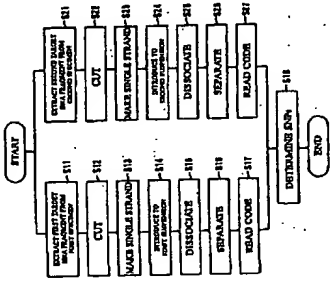 START
EXTRACT FIRST TARGET
DNA FRAGMENT FROM
FIRST SPECIMEN
S11
CUT
S12
MAKE SINGLE STRAND
S13
INTRODUCE TO
FIRST SUSPENSION
S14
DISSOCIATE
S15
SEPARATE
S16
READ CODE
S17
EXTRACT SECOND TARGET
DNA FRAGMENT FROM
SECOND SPECIMEN
S21
CUT
S22
MAKE SINGLE STRAND
S23
INTRODUCE TO
SECOND SUSPENSION
S24
DISSOCIATE
S25
SEPARATE
S26
READ CODE
S27
DETERMINE SNPs
S18
END